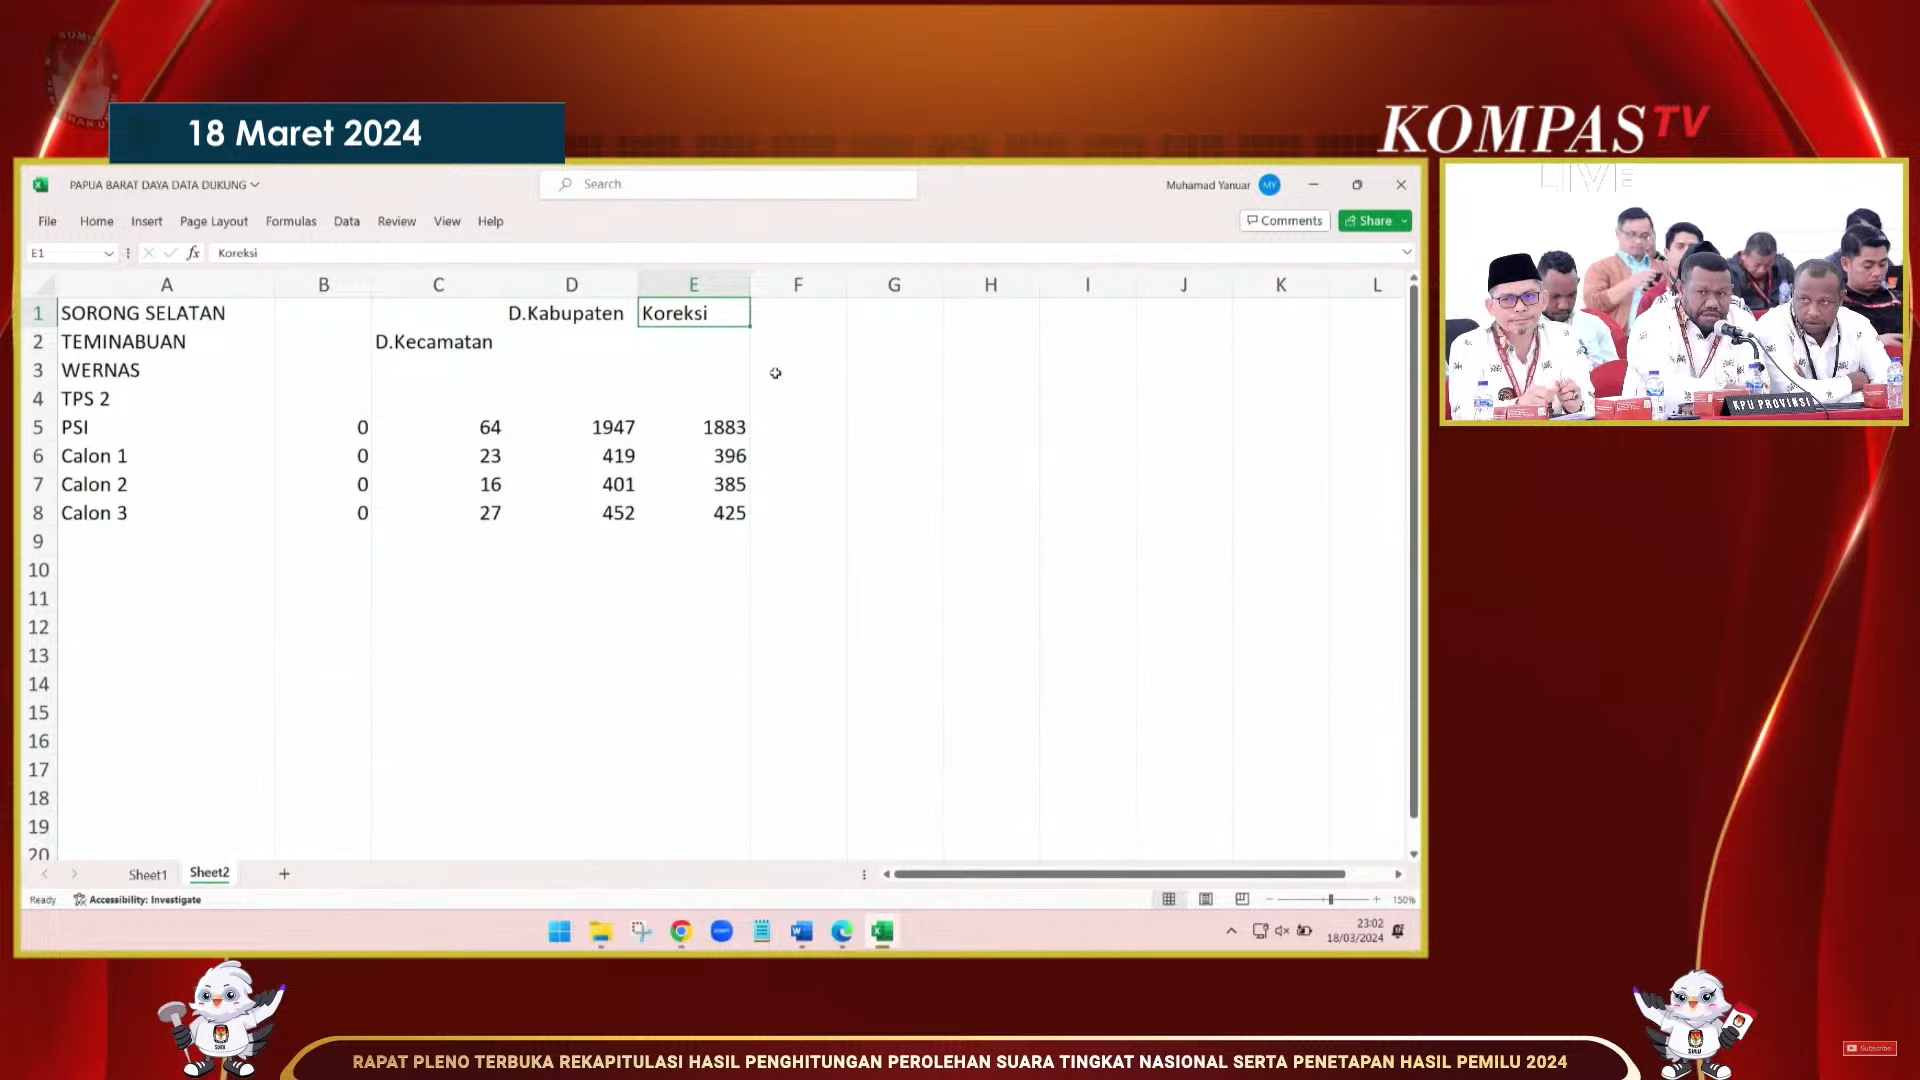 18 Maret 2024
KOMPAS TV
LIVE
PAPUA BARAT DAYA DATA DUKUNG
Search
Muhamad Yanuar
MY
File Home Insert Page Layout Formulas Data Review View Help
Comments
Share
E1
fx
Koreksi
A B C D E F G H I J K L
1 SORONG SELATAN D.Kabupaten Koreksi
2 TEMINABUAN D.Kecamatan
3 WERNAS
4 TPS 2
5 PSI 0 64 1947 1883
6 Calon 1 0 23 419 396
7 Calon 2 0 16 401 385
8 Calon 3 0 27 452 425
9
10
11
12
13
14
15
16
17
18
19
20
Sheet1 Sheet2 +
Ready Accessibility: Investigate
150%
23:02
18/03/2024
KPU PROVINSI
RAPAT PLENO TERBUKA REKAPITULASI HASIL PENGHITUNGAN PEROLEHAN SUARA TINGKAT NASIONAL SERTA PENETAPAN HASIL PEMILU 2024
SULU
Subscribe